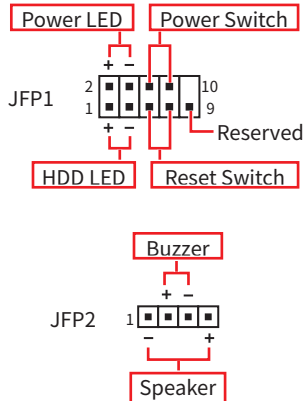 Power LED Power Switch
+ −
2 10
JFP1
1 9
+ − Reserved
HDD LED Reset Switch
Buzzer
+ −
JFP2 1
− +
Speaker